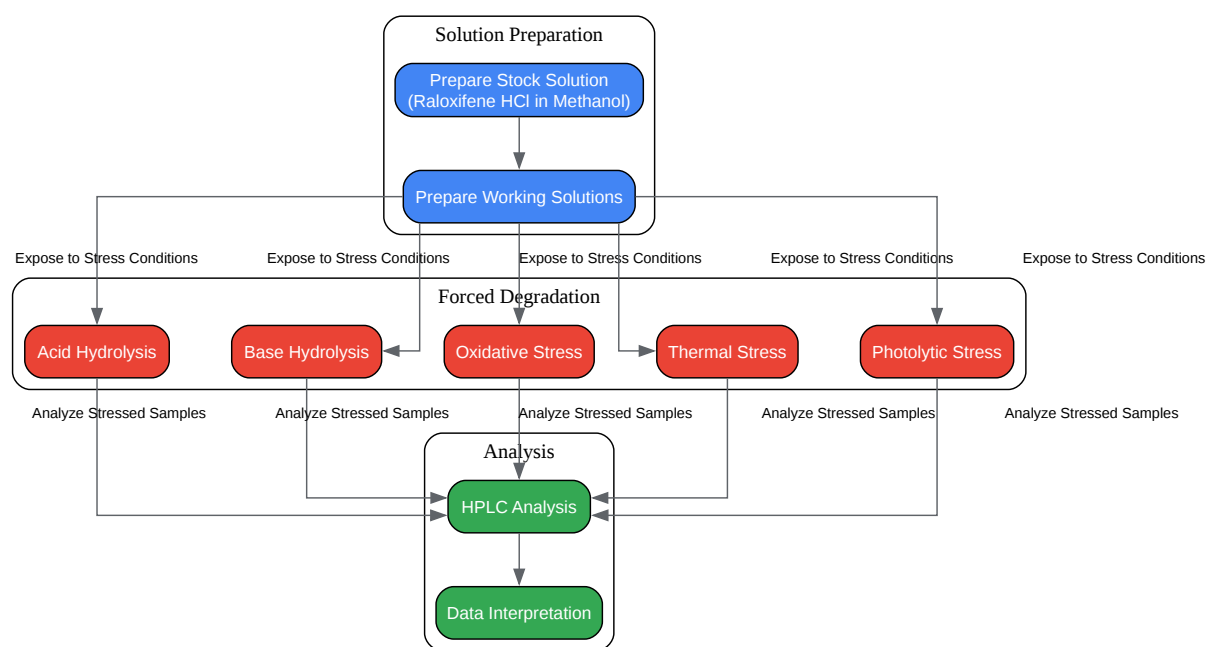 Solution Preparation
Prepare Stock Solution
(Raloxifene HCl in Methanol)
Prepare Working Solutions
Expose to Stress Conditions
Expose to Stress Conditions
Expose to Stress Conditions
Expose to Stress Conditions
Expose to Stress Conditions
Forced Degradation
Acid Hydrolysis
Base Hydrolysis
Oxidative Stress
Thermal Stress
Photolytic Stress
Analyze Stressed Samples
Analyze Stressed Samples
Analyze Stressed Samples
Analyze Stressed Samples
Analyze Stressed Samples
Analysis
HPLC Analysis
Data Interpretation